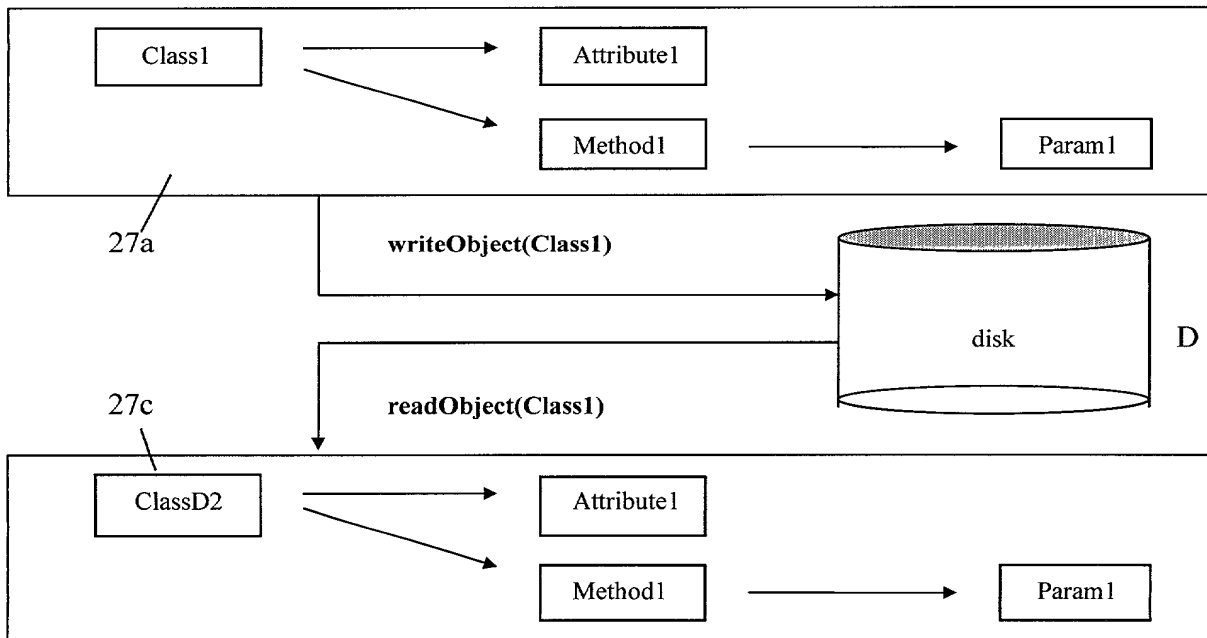 Class1
Attribute1
Method1
Param1
27a
writeObject(Class1)
disk
D
27c
readObject(Class1)
ClassD2
Attribute1
Method1
Param1